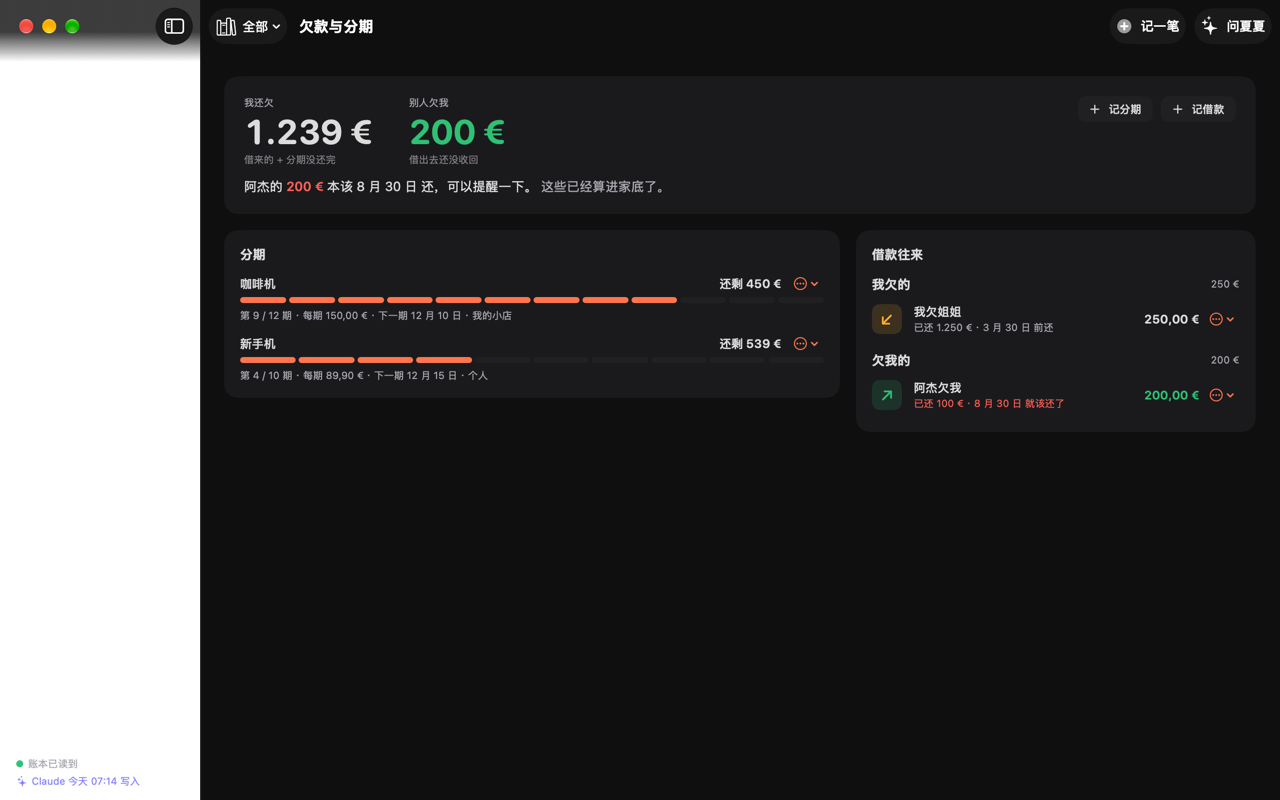 全部
欠款与分期
记一笔
问夏夏
我还欠
别人欠我
1.239 €
200 €
借来的 + 分期没还完
借出去还没收回
记分期
记借款
阿杰的 200 € 本该 8 月 30 日 还，可以提醒一下。 这些已经算进家底了。
分期
咖啡机
还剩 450 €
第 9 / 12 期 · 每期 150,00 € · 下一期 12 月 10 日 · 我的小店
新手机
还剩 539 €
第 4 / 10 期 · 每期 89,90 € · 下一期 12 月 15 日 · 个人
借款往来
我欠的
250 €
我欠姐姐
已还 1.250 € · 3 月 30 日 前还
250,00 €
欠我的
200 €
阿杰欠我
已还 100 € · 8 月 30 日 就该还了
200,00 €
账本已读到
Claude 今天 07:14 写入